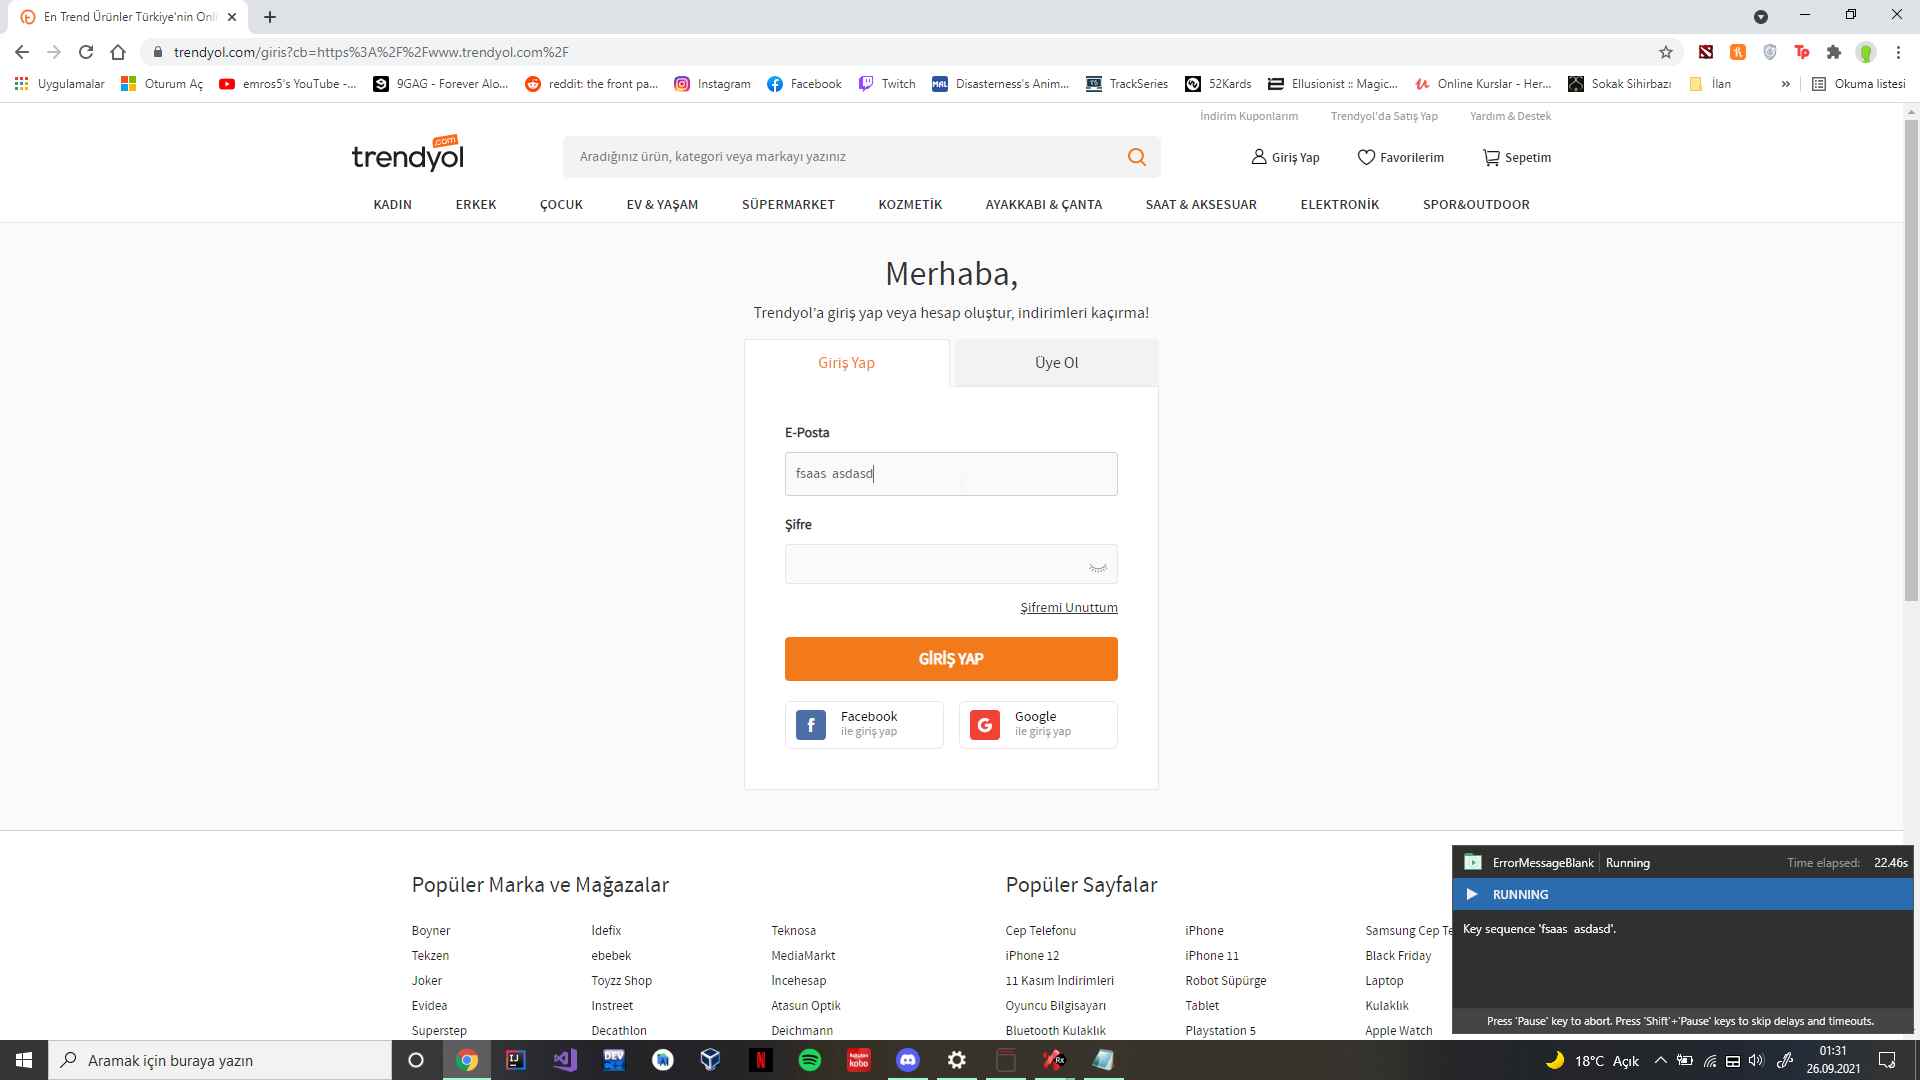 En Trend Ürünler Türkiye'nin Onli
trendyol.com/giris?cb=https%3A%2F%2Fwww.trendyol.com%2F
Uygulamalar
Oturum Aç
emros5's YouTube -...
9GAG - Forever Alo...
reddit: the front pa...
Instagram
Facebook
Twitch
Disasterness's Anim...
TrackSeries
52Kards
Ellusionist :: Magic...
Online Kurslar - Her...
Sokak Sihirbazı
İlan
»
Okuma listesi
İndirim Kuponlarım
Trendyol'da Satış Yap
Yardım & Destek
trendyol
.com
Aradığınız ürün, kategori veya markayı yazınız
Giriş Yap
Favorilerim
Sepetim
KADIN
ERKEK
ÇOCUK
EV & YAŞAM
SÜPERMARKET
KOZMETİK
AYAKKABI & ÇANTA
SAAT & AKSESUAR
ELEKTRONİK
SPOR&OUTDOOR
Merhaba,
Trendyol’a giriş yap veya hesap oluştur, indirimleri kaçırma!
Giriş Yap
Üye Ol
E-Posta
fsaas  asdasd
Şifre
Şifremi Unuttum
GİRİŞ YAP
Facebook
ile giriş yap
Google
ile giriş yap
Popüler Marka ve Mağazalar
Boyner
İdefix
Teknosa
Tekzen
ebebek
MediaMarkt
Joker
Toyzz Shop
İncehesap
Evidea
Instreet
Atasun Optik
Superstep
Decathlon
Deichmann
Popüler Sayfalar
Cep Telefonu
iPhone
Samsung Cep Te
iPhone 12
iPhone 11
Black Friday
11 Kasım İndirimleri
Robot Süpürge
Laptop
Oyuncu Bilgisayarı
Tablet
Kulaklık
Bluetooth Kulaklık
Playstation 5
Apple Watch
ErrorMessageBlank
Running
Time elapsed:
22.46s
RUNNING
Key sequence 'fsaas  asdasd'.
Press 'Pause' key to abort. Press 'Shift'+'Pause' keys to skip delays and timeouts.
Aramak için buraya yazın
18°C
Açık
01:31
26.09.2021